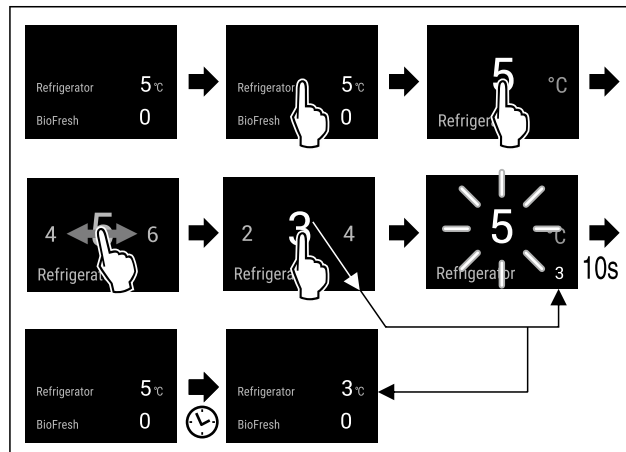 Refrigerator 5 °C
BioFresh 0
Refrigerator 5 °C
BioFresh 0
5 °C
Refriger
4 5 6
Refrigerat
2 3 4
Refrigera
5 °C
Refrigerator 3
10s
Refrigerator 5 °C
BioFresh 0
Refrigerator 3 °C
BioFresh 0